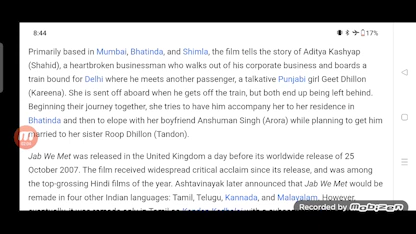 8:44
17%
Primarily based in Mumbai, Bhatinda, and Shimla, the film tells the story of Aditya Kashyap
(Shahid), a heartbroken businessman who walks out of his corporate business and boards a
train bound for Delhi where he meets another passenger, a talkative Punjabi girl Geet Dhillon
(Kareena). She is sent off aboard when he gets off the train, but both end up being left behind.
Beginning their journey together, she tries to have him accompany her to her residence in
Bhatinda and then to elope with her boyfriend Anshuman Singh (Arora) while planning to get him
married to her sister Roop Dhillon (Tandon).
Jab We Met was released in the United Kingdom a day before its worldwide release of 25
October 2007. The film received widespread critical acclaim since its release, and was among
the top-grossing Hindi films of the year. Ashtavinayak later announced that Jab We Met would be
remade in four other Indian languages: Tamil, Telugu, Kannada, and Malayalam. However,
Recorded by Mobizen